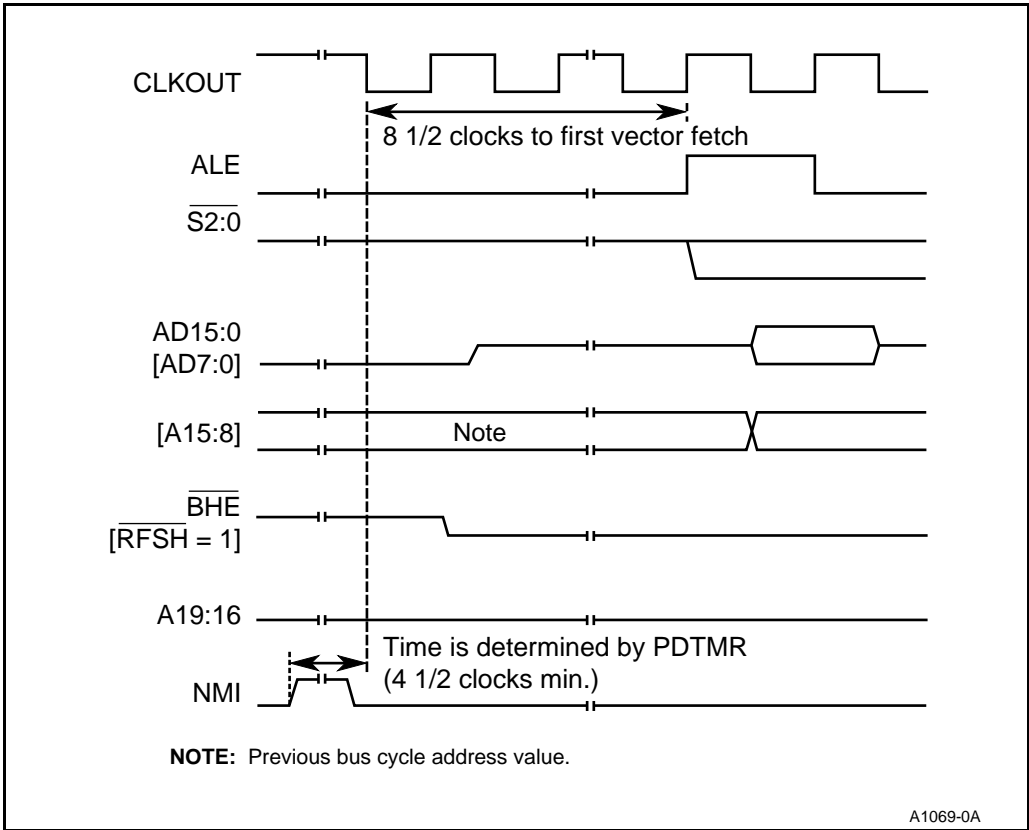 CLKOUT
8 1/2 clocks to first vector fetch
ALE
S2:0
AD15:0
[AD7:0]
[A15:8]
Note
BHE
[RFSH = 1]
A19:16
Time is determined by PDTMR
(4 1/2 clocks min.)
NMI
NOTE: Previous bus cycle address value.
A1069-0A